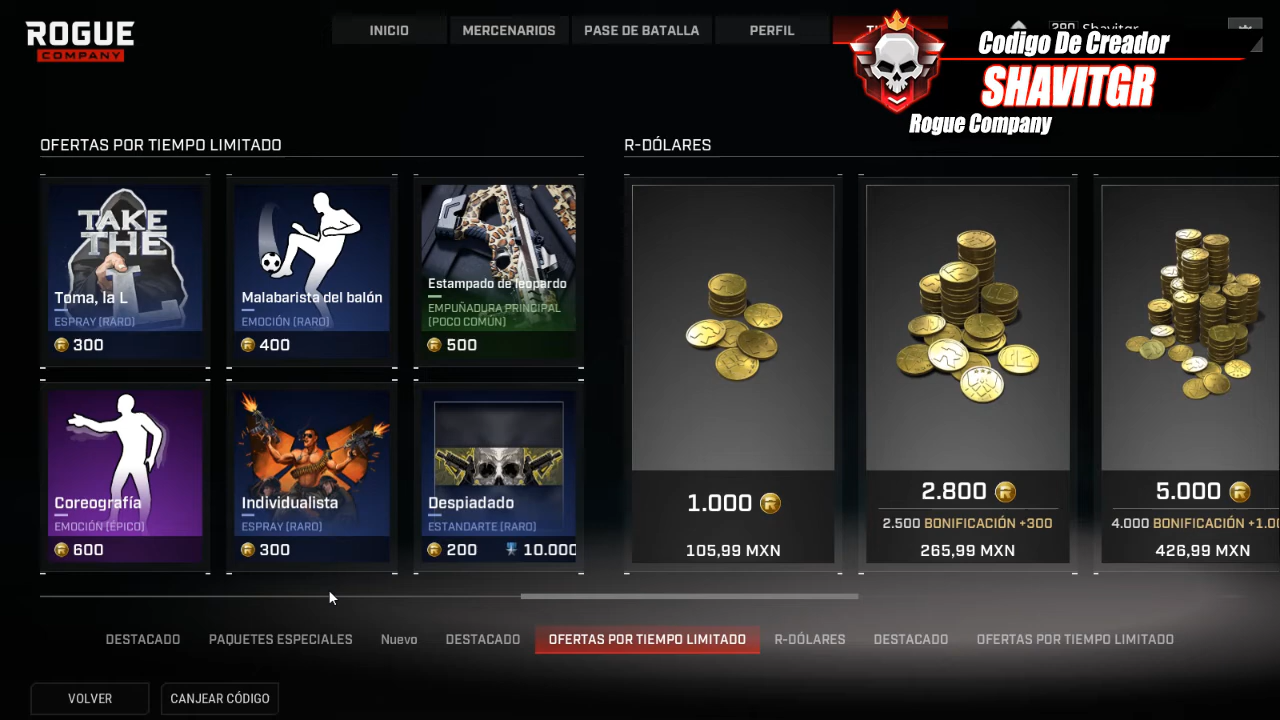 ROGUE
COMPANY
INICIO
MERCENARIOS
PASE DE BATALLA
PERFIL
290 Shavitgr
Codigo De Creador
SHAVITGR
Rogue Company
OFERTAS POR TIEMPO LIMITADO
TAKE
THE
L
Toma, la L
ESPRAY (RARO)
300
Malabarista del balón
EMOCIÓN (RARO)
400
Estampado de leopardo
EMPUÑADURA PRINCIPAL
(POCO COMÚN)
500
Coreografía
EMOCIÓN (ÉPICO)
600
Individualista
ESPRAY (RARO)
300
Despiadado
ESTANDARTE (RARO)
200 10.000
R-DÓLARES
1.000
105,99 MXN
2.800
2.500 BONIFICACIÓN +300
265,99 MXN
5.000
4.000 BONIFICACIÓN +1.0
426,99 MXN
DESTACADO
PAQUETES ESPECIALES
Nuevo
DESTACADO
OFERTAS POR TIEMPO LIMITADO
R-DÓLARES
DESTACADO
OFERTAS POR TIEMPO LIMITADO
VOLVER
CANJEAR CÓDIGO